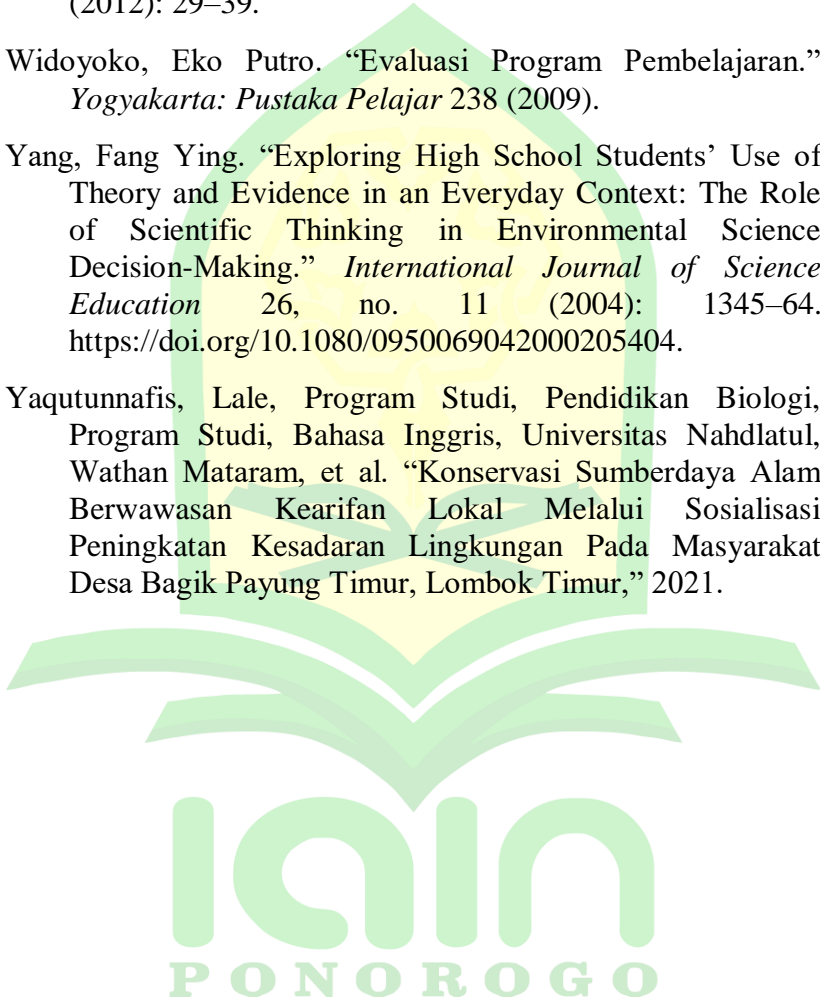 (2012): 29–39.
Widoyoko, Eko Putro. “Evaluasi Program Pembelajaran.”
Yogyakarta: Pustaka Pelajar 238 (2009).
Yang, Fang Ying. “Exploring High School Students’ Use of
Theory and Evidence in an Everyday Context: The Role
of Scientific Thinking in Environmental Science
Decision-Making.” International Journal of Science
Education 26, no. 11 (2004): 1345–64.
https://doi.org/10.1080/0950069042000205404.
Yaqutunnafis, Lale, Program Studi, Pendidikan Biologi,
Program Studi, Bahasa Inggris, Universitas Nahdlatul,
Wathan Mataram, et al. “Konservasi Sumberdaya Alam
Berwawasan Kearifan Lokal Melalui Sosialisasi
Peningkatan Kesadaran Lingkungan Pada Masyarakat
Desa Bagik Payung Timur, Lombok Timur,” 2021.
iain
PONOROGO